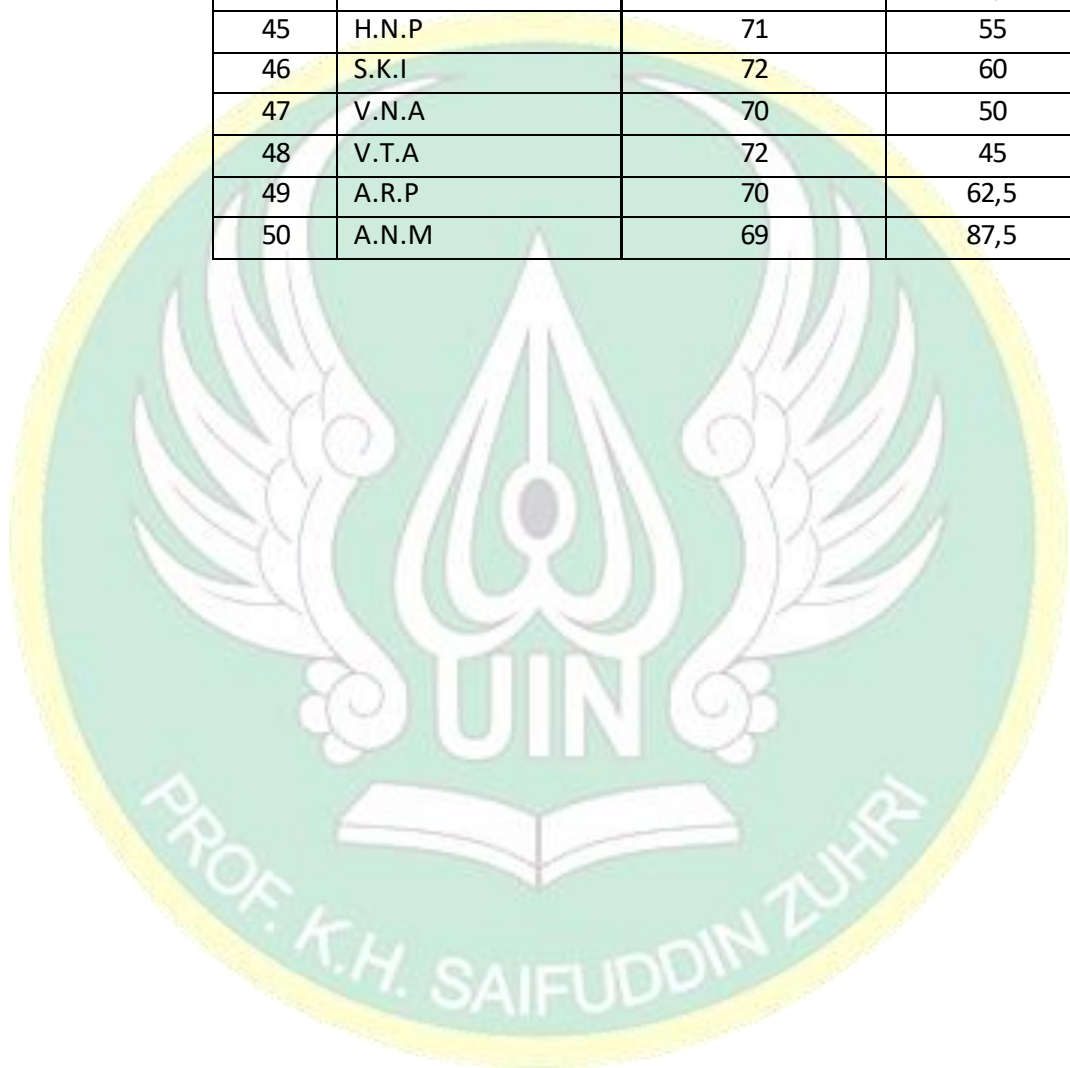 45 H.N.P 71 55
46 S.K.I 72 60
47 V.N.A 70 50
48 V.T.A 72 45
49 A.R.P 70 62,5
50 A.N.M 69 87,5
UIN
PROF. K.H. SAIFUDDIN ZUHRI